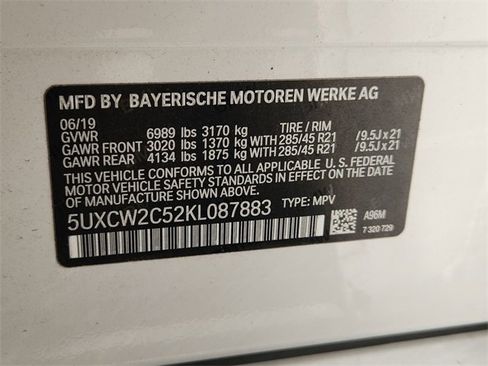 MFD BY BAYERISCHE MOTOREN WERKE AG
06/19 TIRE / RIM
GVWR 6989 lbs 3170 kg
GAWR FRONT 3020 lbs 1370 kg WITH 285/45 R21 /9.5J x 21
GAWR REAR 4134 lbs 1875 kg WITH 285/45 R21 /9.5J x 21
THIS VEHICLE CONFORMS TO ALL APPLICABLE U.S. FEDERAL
MOTOR VEHICLE SAFETY STANDARDS IN EFFECT ON THE
DATE OF MANUFACTURE SHOWN ABOVE.
5UXCW2C52KL087883 TYPE: MPV
A96M
7 320 729